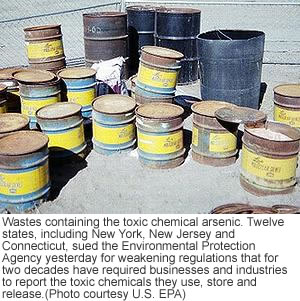 Wastes containing the toxic chemical arsenic. Twelve
states, including New York, New Jersey and
Connecticut, sued the Environmental Protection
Agency yesterday for weakening regulations that for
two decades have required businesses and industries
to report the toxic chemicals they use, store and
release.(Photo courtesy U.S. EPA)